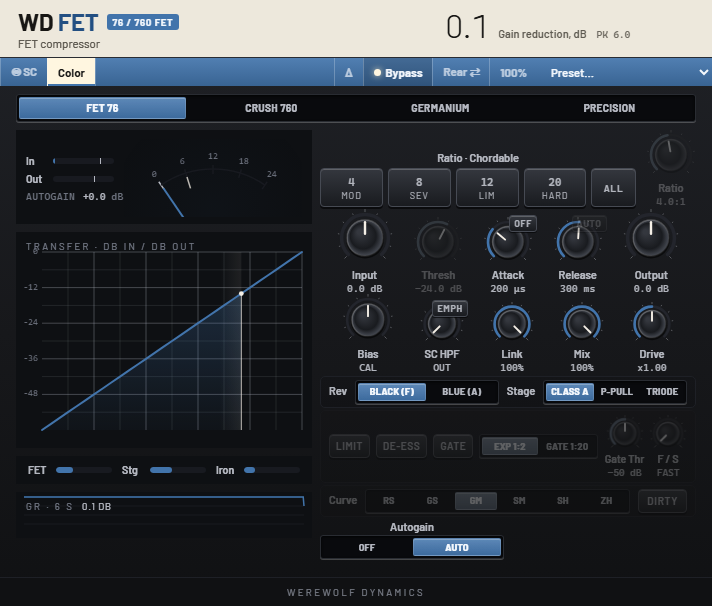 WD FET 76 / 760 FET
FET compressor
0.1 Gain reduction, dB PK 6.0
SC Color Δ Bypass Rear ⇄ 100% Preset...
FET 76 CRUSH 760 GERMANIUM PRECISION
In
Out
AUTOGAIN +0.0 dB
0 6 12 18 24
Ratio · Chordable
4 MOD
8 SEV
12 LIM
20 HARD
ALL
Ratio
4.0:1
TRANSFER · DB IN / DB OUT
0
-12
-24
-36
-48
OFF AUTO
Input Thresh Attack Release Output
0.0 dB -24.0 dB 200 µs 300 ms 0.0 dB
EMPH
Bias SC HPF Link Mix Drive
CAL OUT 100% 100% x1.00
Rev BLACK (F) BLUE (A) Stage CLASS A P-PULL TRIODE
LIMIT DE-ESS GATE EXP 1:2 GATE 1:20
Gate Thr F / S
-50 dB FAST
FET Stg Iron
Curve RS GS GM SM SH ZH DIRTY
GR · 6 S 0.1 DB
Autogain
OFF AUTO
WEREWOLF DYNAMICS